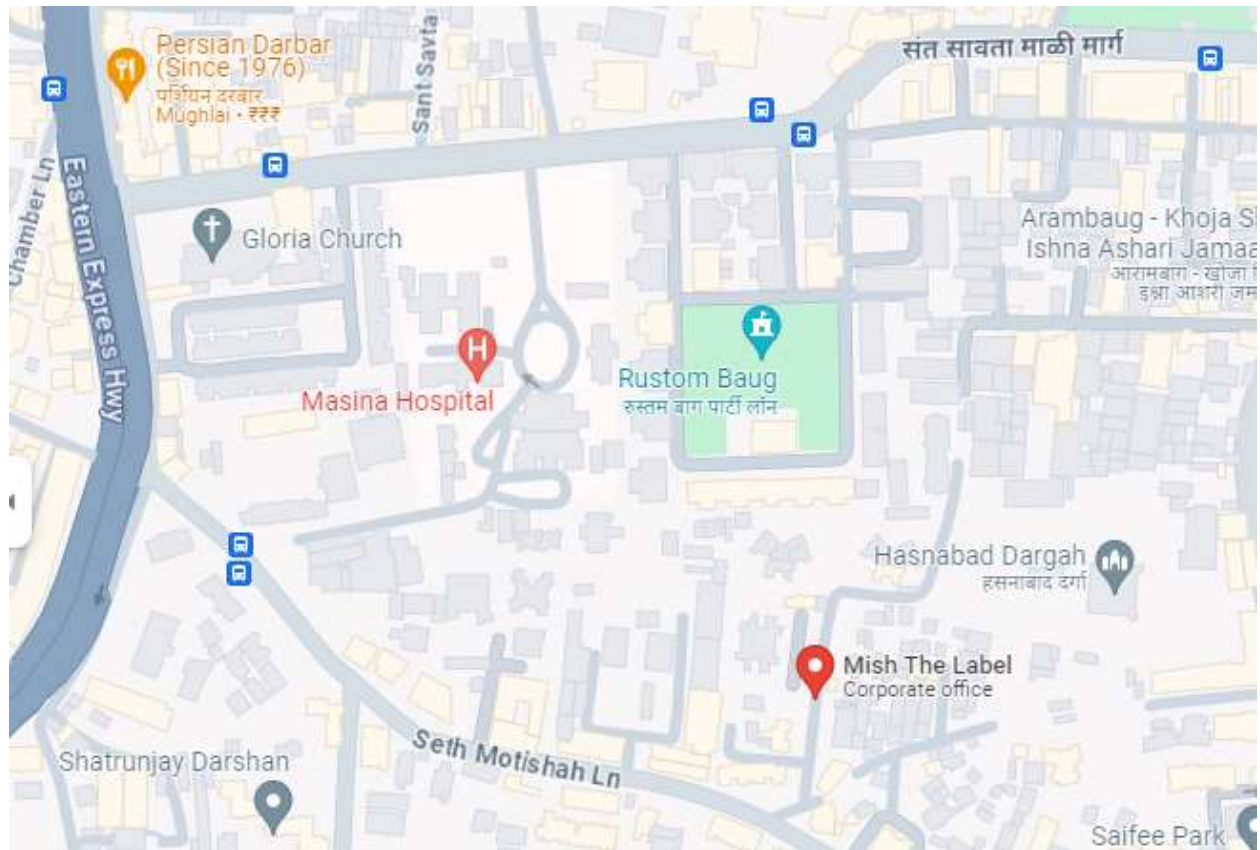 Persian Darbar
(Since 1976)
पर्शियन दरबार
Mughlai • ₹₹₹
Sant Savta
संत सावता माळी मार्ग
Chamber Ln
Eastern Express Hwy
Gloria Church
Arambaug - Khoja S
Ishna Ashari Jamaa
आरामबाग - खोजा
इश्ना आशरी जम
H
Masina Hospital
Rustom Baug
रुस्तम बाग पार्टी लॉन
Hasnabad Dargah
हसनाबाद दर्गा
Mish The Label
Corporate office
Seth Motishah Ln
Shatrunjay Darshan
Saifee Park